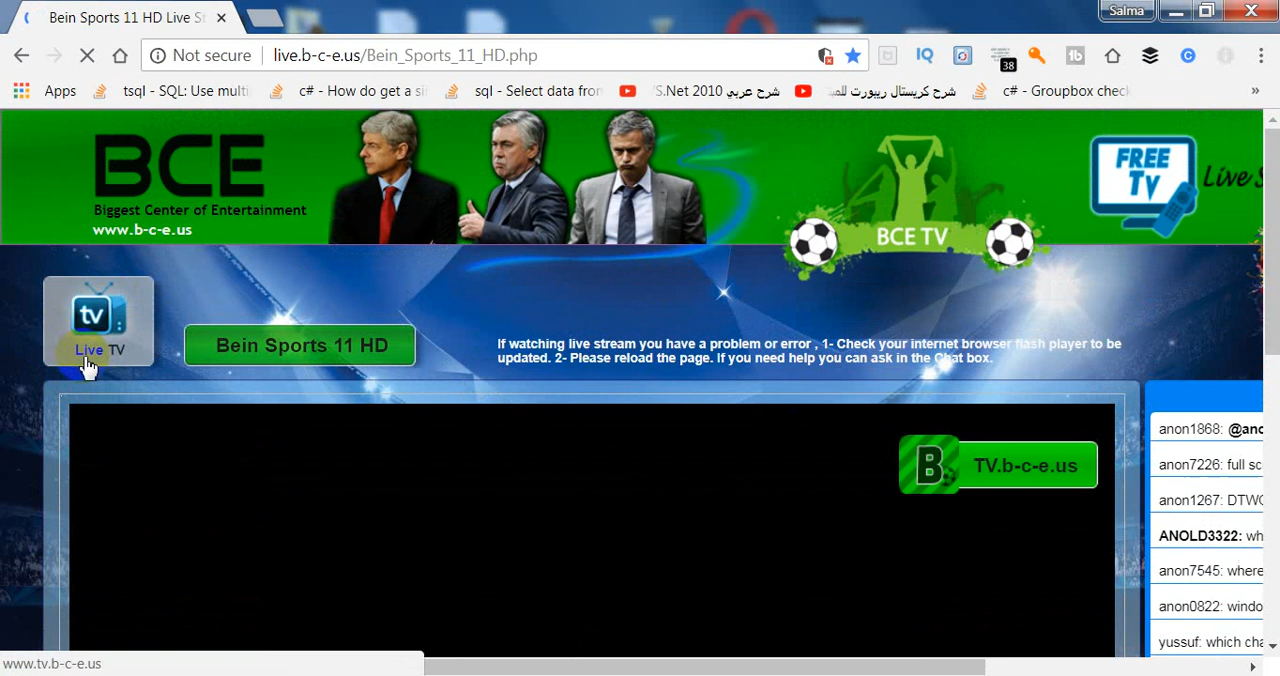 Bein Sports 11 HD Live St
Salma
Not secure
live.b-c-e.us/Bein_Sports_11_HD.php
38
Apps
tsql - SQL: Use multi
c# - How do get a si
sql - Select data from
S.Net 2010 شرح عربي
شرح كريستال ريبورت للمب
c# - Groupbox check
BCE
Biggest Center of Entertainment
www.b-c-e.us
BCE TV
FREE
TV
Live S
tv
Live TV
Bein Sports 11 HD
If watching live stream you have a problem or error , 1- Check your internet browser flash player to be
updated. 2- Please reload the page. If you need help you can ask in the Chat box.
B
TV.b-c-e.us
anon1868: @ano
anon7226: full sc
anon1267: DTWO
ANOLD3322: wh
anon7545: where
anon0822: windo
yussuf: which cha
www.tv.b-c-e.us